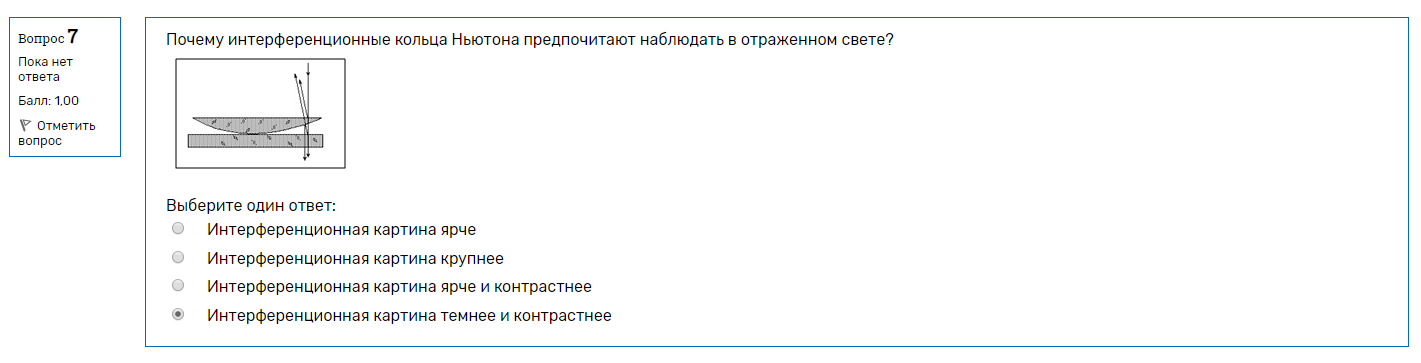 Вопрос 7
Пока нет
ответа
Балл: 1,00
Отметить
вопрос
Почему интерференционные кольца Ньютона предпочитают наблюдать в отраженном свете?
Выберите один ответ:
Интерференционная картина ярче
Интерференционная картина крупнее
Интерференционная картина ярче и контрастнее
Интерференционная картина темнее и контрастнее